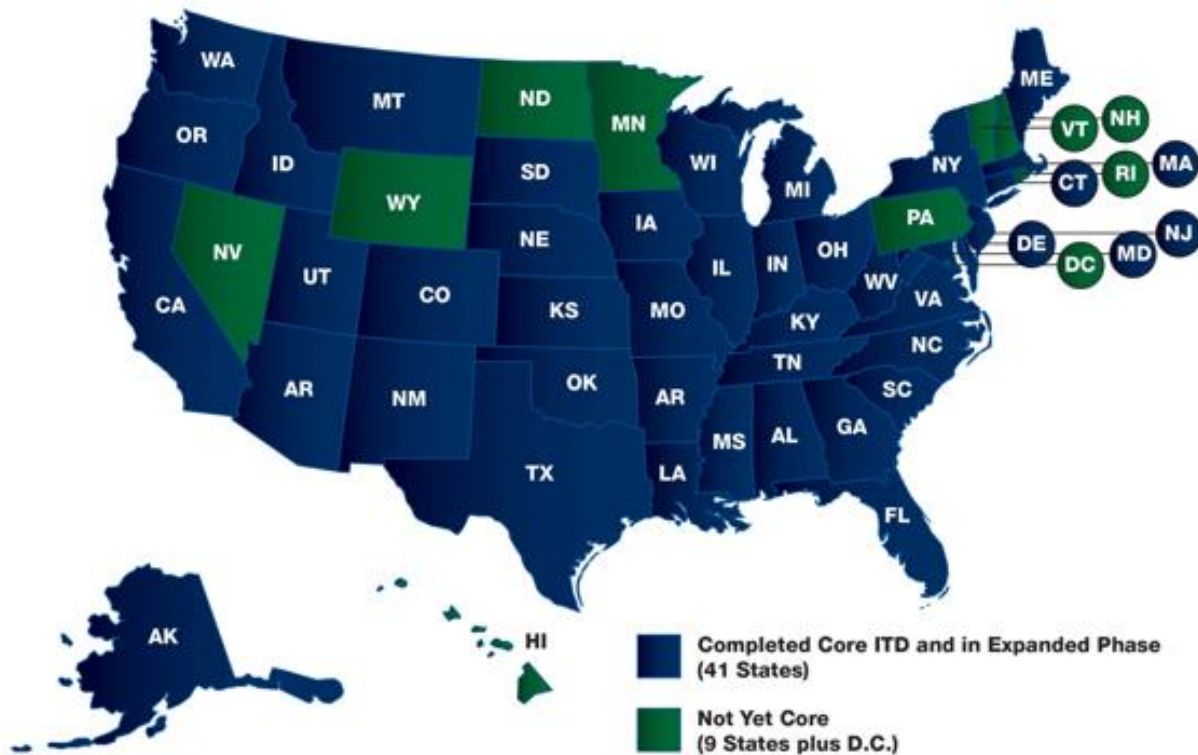 WA
MT
ND
MN
ME
VT
NH
OR
ID
SD
WI
MI
NY
CT
RI
MA
WY
IA
PA
NE
NV
UT
CO
IL
IN
OH
DE
NJ
DC
MD
WV
VA
CA
KS
MO
KY
NC
TN
AR
NM
OK
AR
SC
MS
AL
GA
TX
LA
FL
AK
HI
Completed Core ITD and in Expanded Phase
(41 States)
Not Yet Core
(9 States plus D.C.)